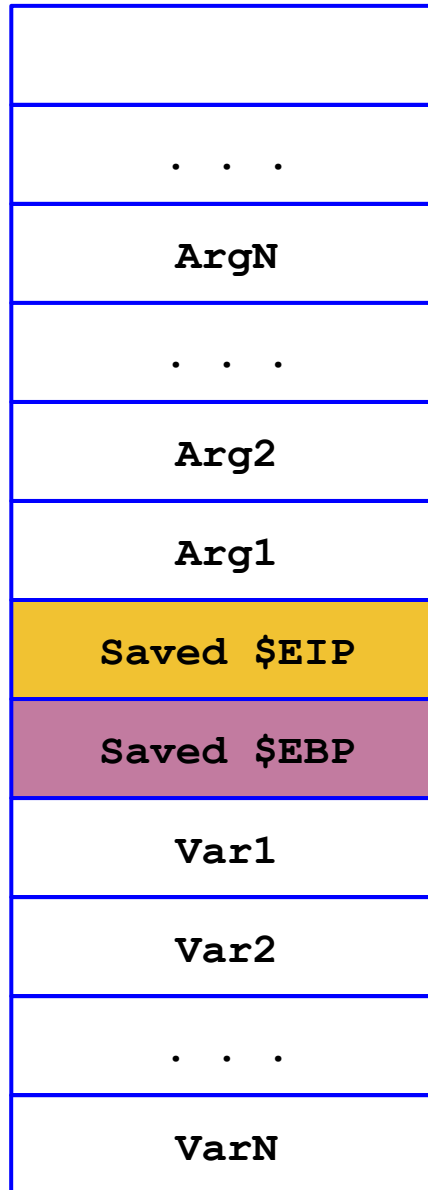 . . .
ArgN
. . .
Arg2
Arg1
Saved $EIP
Saved $EBP
Var1
Var2
. . .
VarN